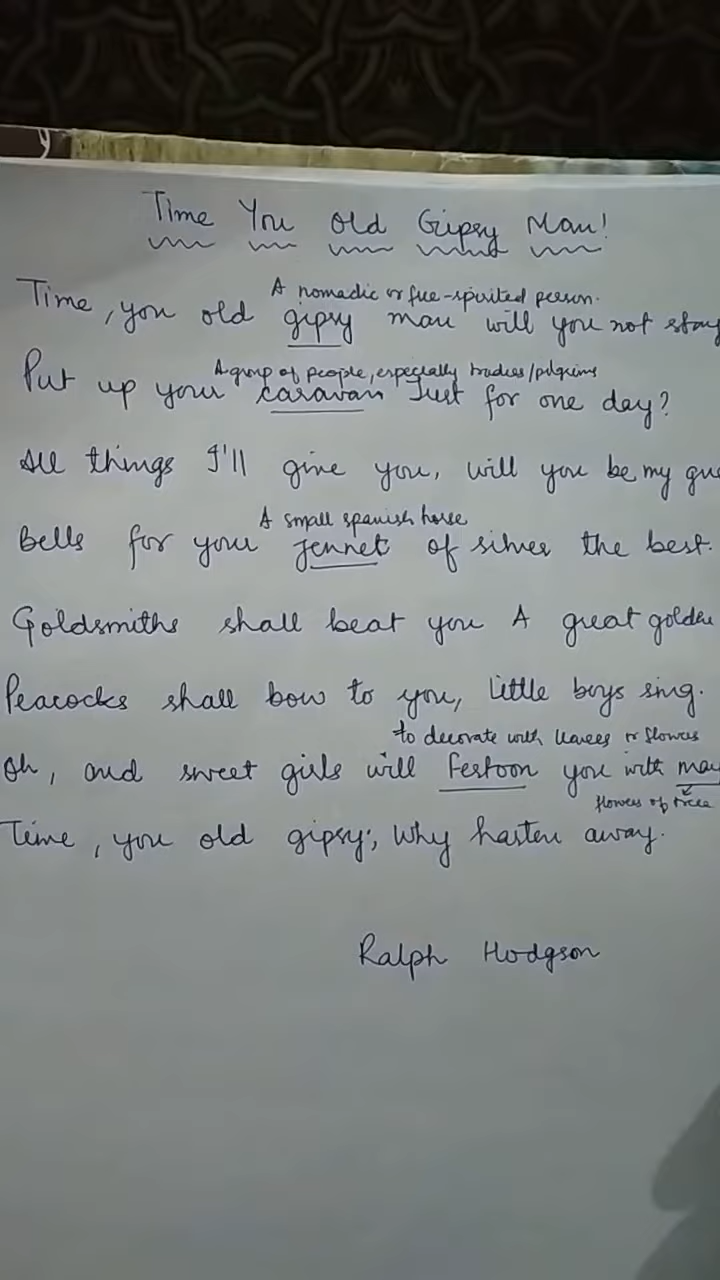 Time You Old Gipsy Man!
A nomadic or free-spirited person.
Time, you old gipsy man will you not stay
A group of people, especially traders/pilgrims
Put up your caravan Just for one day?
All things I'll give you, will you be my gue
A small spanish horse
Bells for your jennet of silver the best.
Goldsmiths shall beat you A great golden
Peacocks shall bow to you, little boys sing.
to decorate with leaves or flowers
Oh, and sweet girls will festoon you with may
flowers of tree
Time, you old gipsy, Why hasten away.
Ralph Hodgson